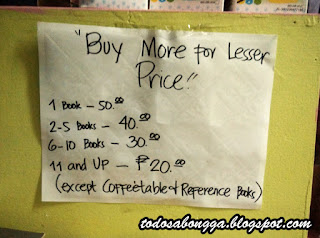 "Buy More for Lesser
Price"
1 Book – 50.00
2-5 Books – 40.00
6-10 Books – 30.00
11 and UP – ₱20.00
(except Coffeetable & Reference Books)
todosabongga.blogspot.com